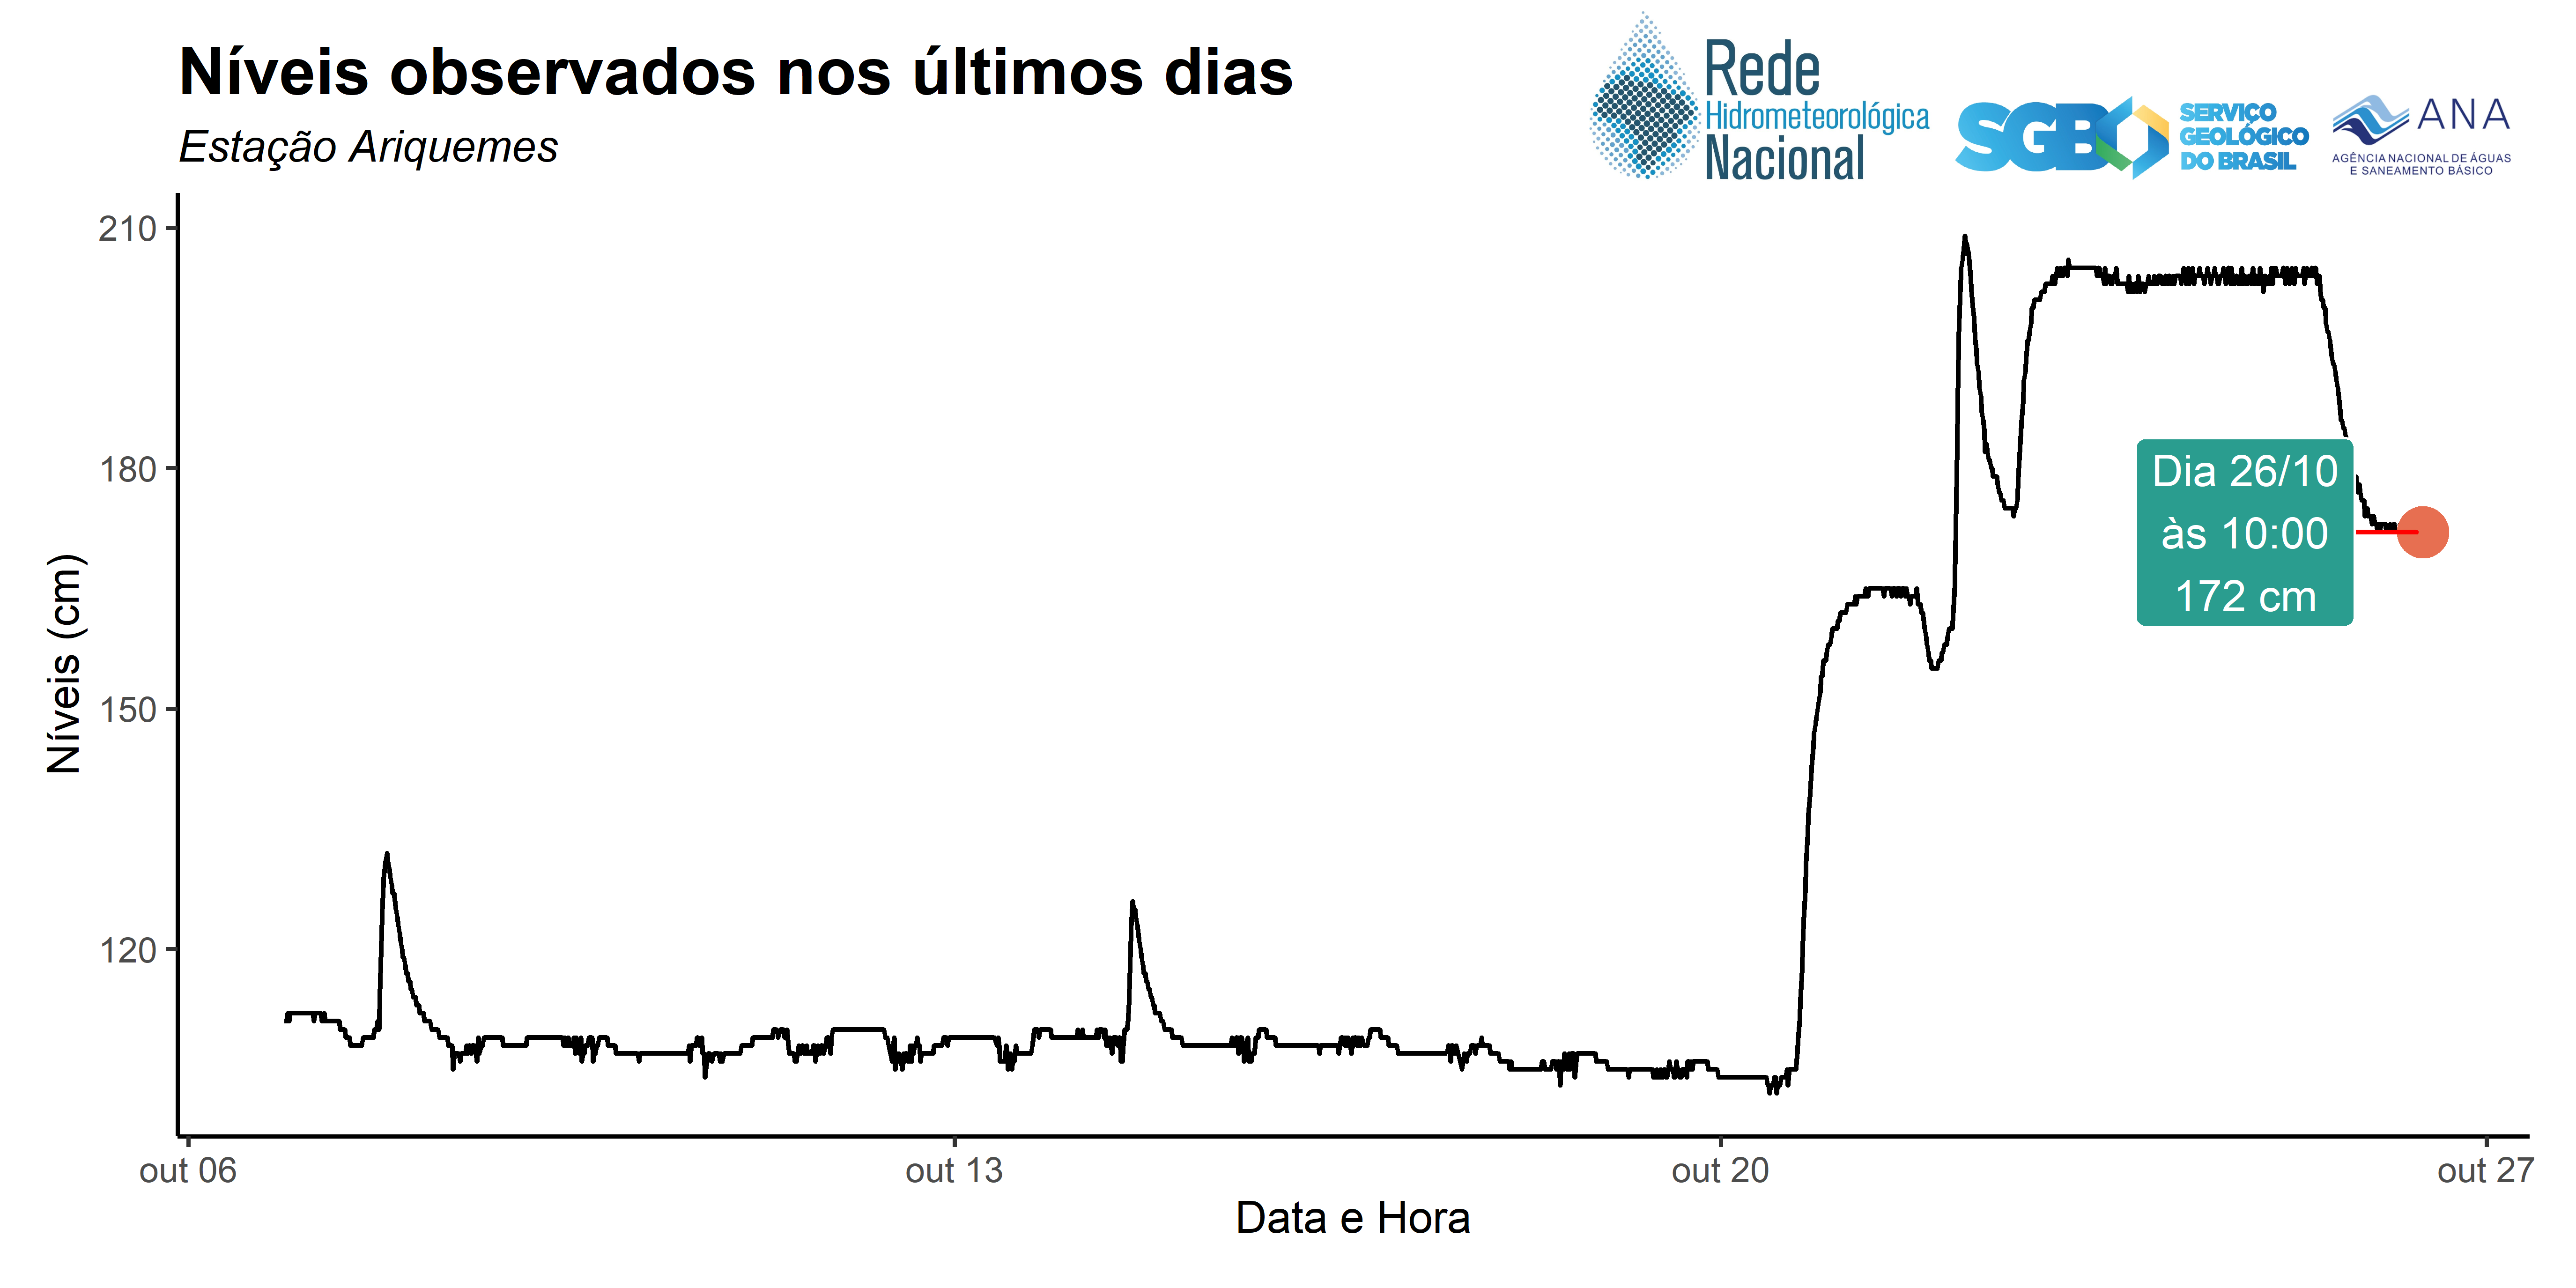 Níveis observados nos últimos dias
Estação Ariquemes
Rede
Hidrometeorológica
Nacional
SGB
SERVIÇO
GEOLÓGICO
DO BRASIL
ANA
AGÊNCIA NACIONAL DE ÁGUAS
E SANEAMENTO BÁSICO
210
180
150
120
Níveis (cm)
Dia 26/10
às 10:00
172 cm
out 06
out 13
out 20
out 27
Data e Hora